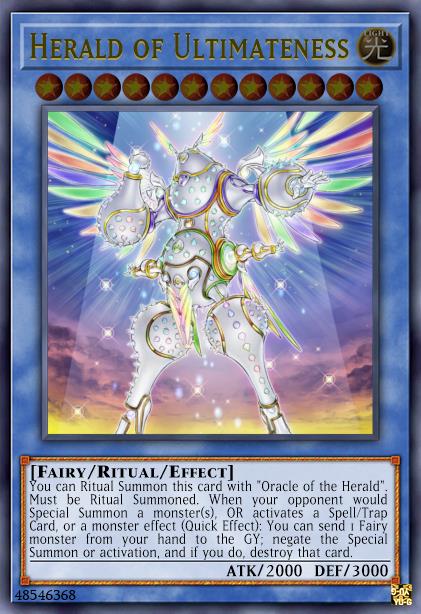 HERALD OF ULTIMATENESS
LIGHT
光
[FAIRY/RITUAL/EFFECT]
You can Ritual Summon this card with "Oracle of the Herald".
Must be Ritual Summoned. When your opponent would
Special Summon a monster(s), OR activates a Spell/Trap
Card, or a monster effect (Quick Effect): You can send 1 Fairy
monster from your hand to the GY; negate the Special
Summon or activation, and if you do, destroy that card.
ATK/2000 DEF/3000
48546368